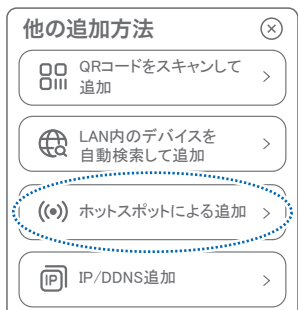 他の追加方法
QRコードをスキャンして
追加
LAN内のデバイスを
自動検索して追加
ホットスポットによる追加
IP
IP/DDNS追加